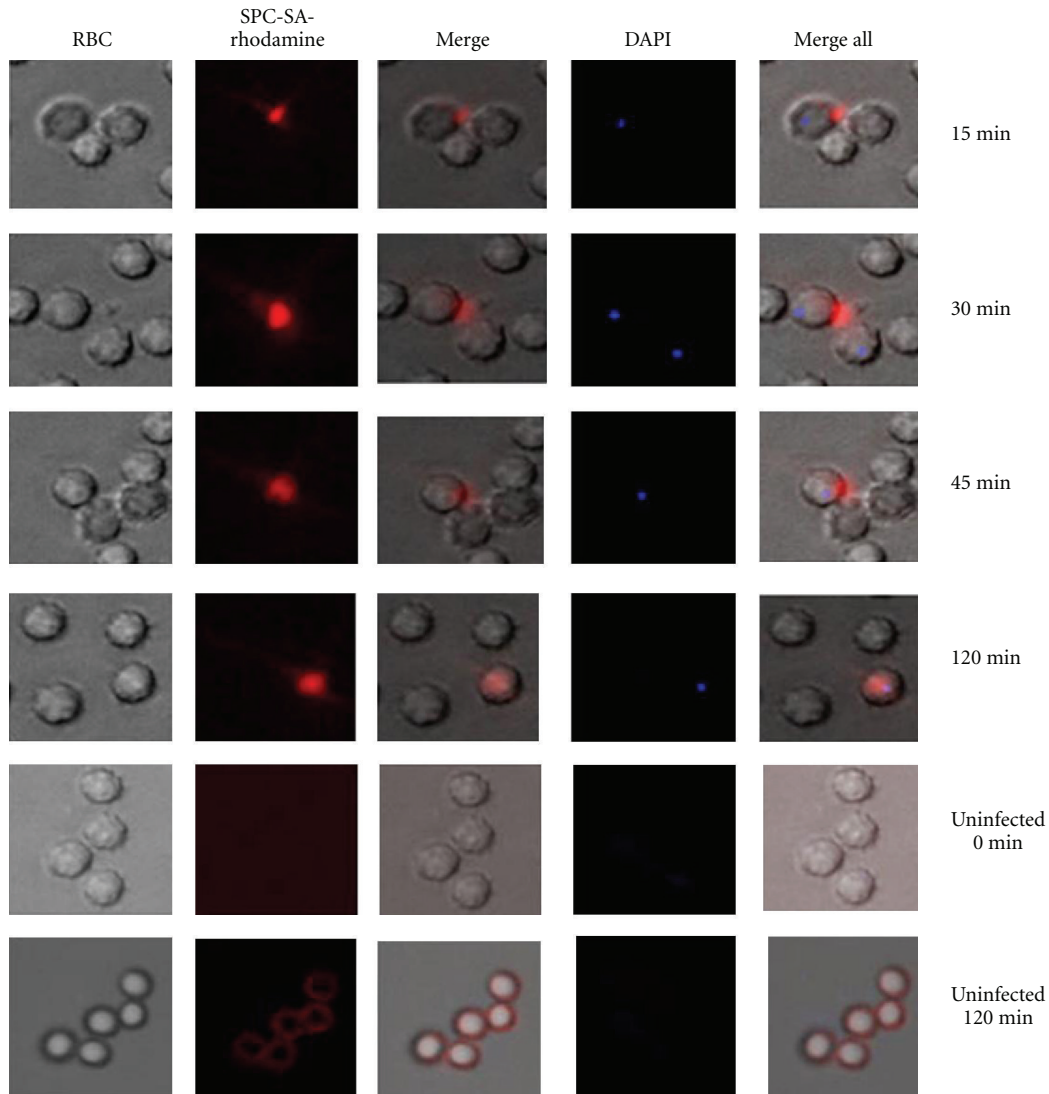 RBC
SPC-SA-
rhodamine
Merge
DAPI
Merge all
15 min
30 min
45 min
120 min
Uninfected
0 min
Uninfected
120 min